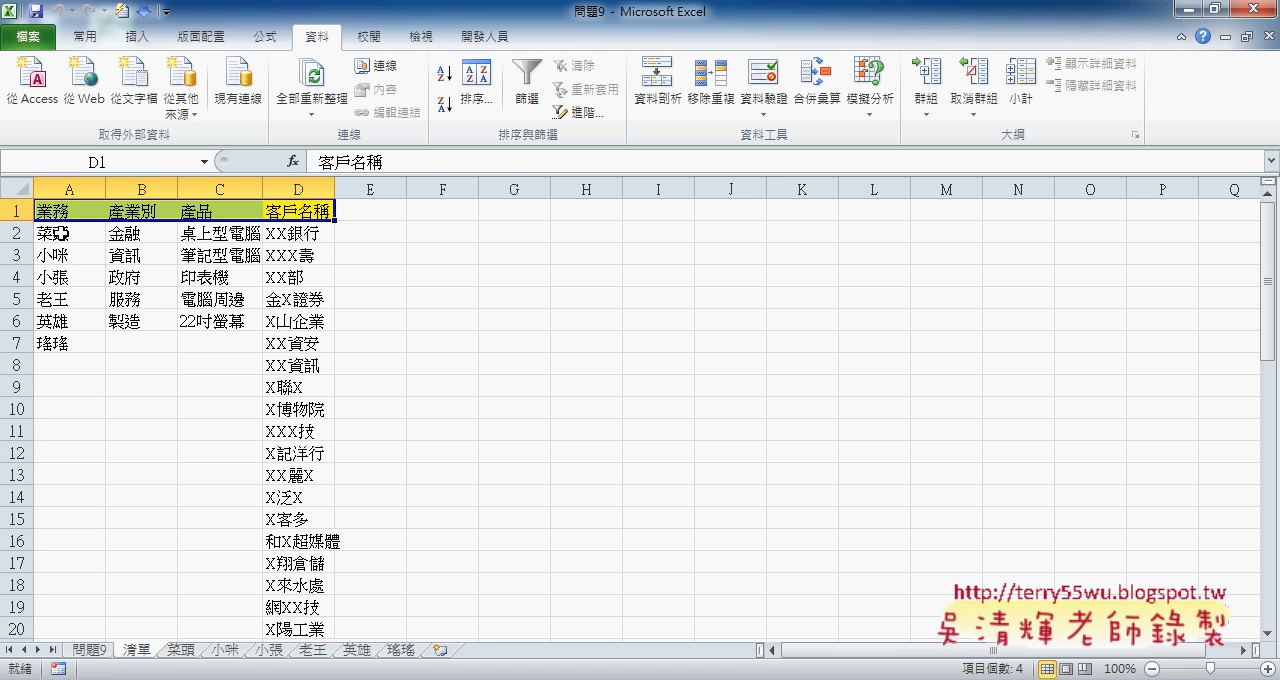 問題9 - Microsoft Excel
檔案 常用 插入 版面配置 公式 資料 校閱 檢視 開發人員
從 Access 從 Web 從文字檔 從其他來源 現有連線 取得外部資料
全部重新整理 連線 內容 編輯連結 連線
排序... 篩選 清除 重新套用 進階... 排序與篩選
資料剖析 移除重複 資料驗證 合併彙算 模擬分析 資料工具
群組 取消群組 小計 顯示詳細資料 隱藏詳細資料 大綱
D1 fx 客戶名稱
A B C D E F G H I J K L M N O P Q
1 業務 產業別 產品 客戶名稱
2 菜 金融 桌上型電腦 XX銀行
3 小咪 資訊 筆記型電腦 XXX壽
4 小張 政府 印表機 XX部
5 老王 服務 電腦周邊 金X證券
6 英雄 製造 22吋螢幕 X山企業
7 瑤瑤 XX資安
8 XX資訊
9 X聯X
10 X博物院
11 XXX技
12 X記洋行
13 XX麗X
14 X泛X
15 X客多
16 和X超媒體
17 X翔倉儲
18 X來水處
19 網XX技
20 X陽工業
http://terry55wu.blogspot.tw
吳清輝老師錄製
問題9 清單 菜頭 小咪 小張 老王 英雄 瑤瑤
就緒 項目個數: 4 100%